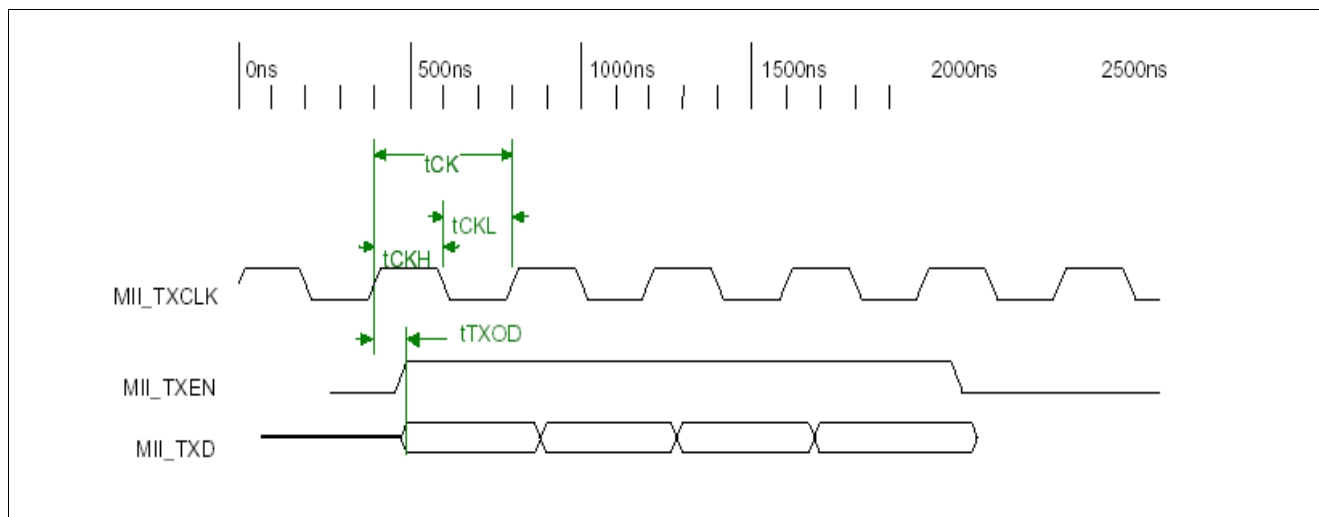 0ns 500ns 1000ns 1500ns 2000ns 2500ns
tCK
tCKL
tCKH
MII_TXCLK
tTXOD
MII_TXEN
MII_TXD